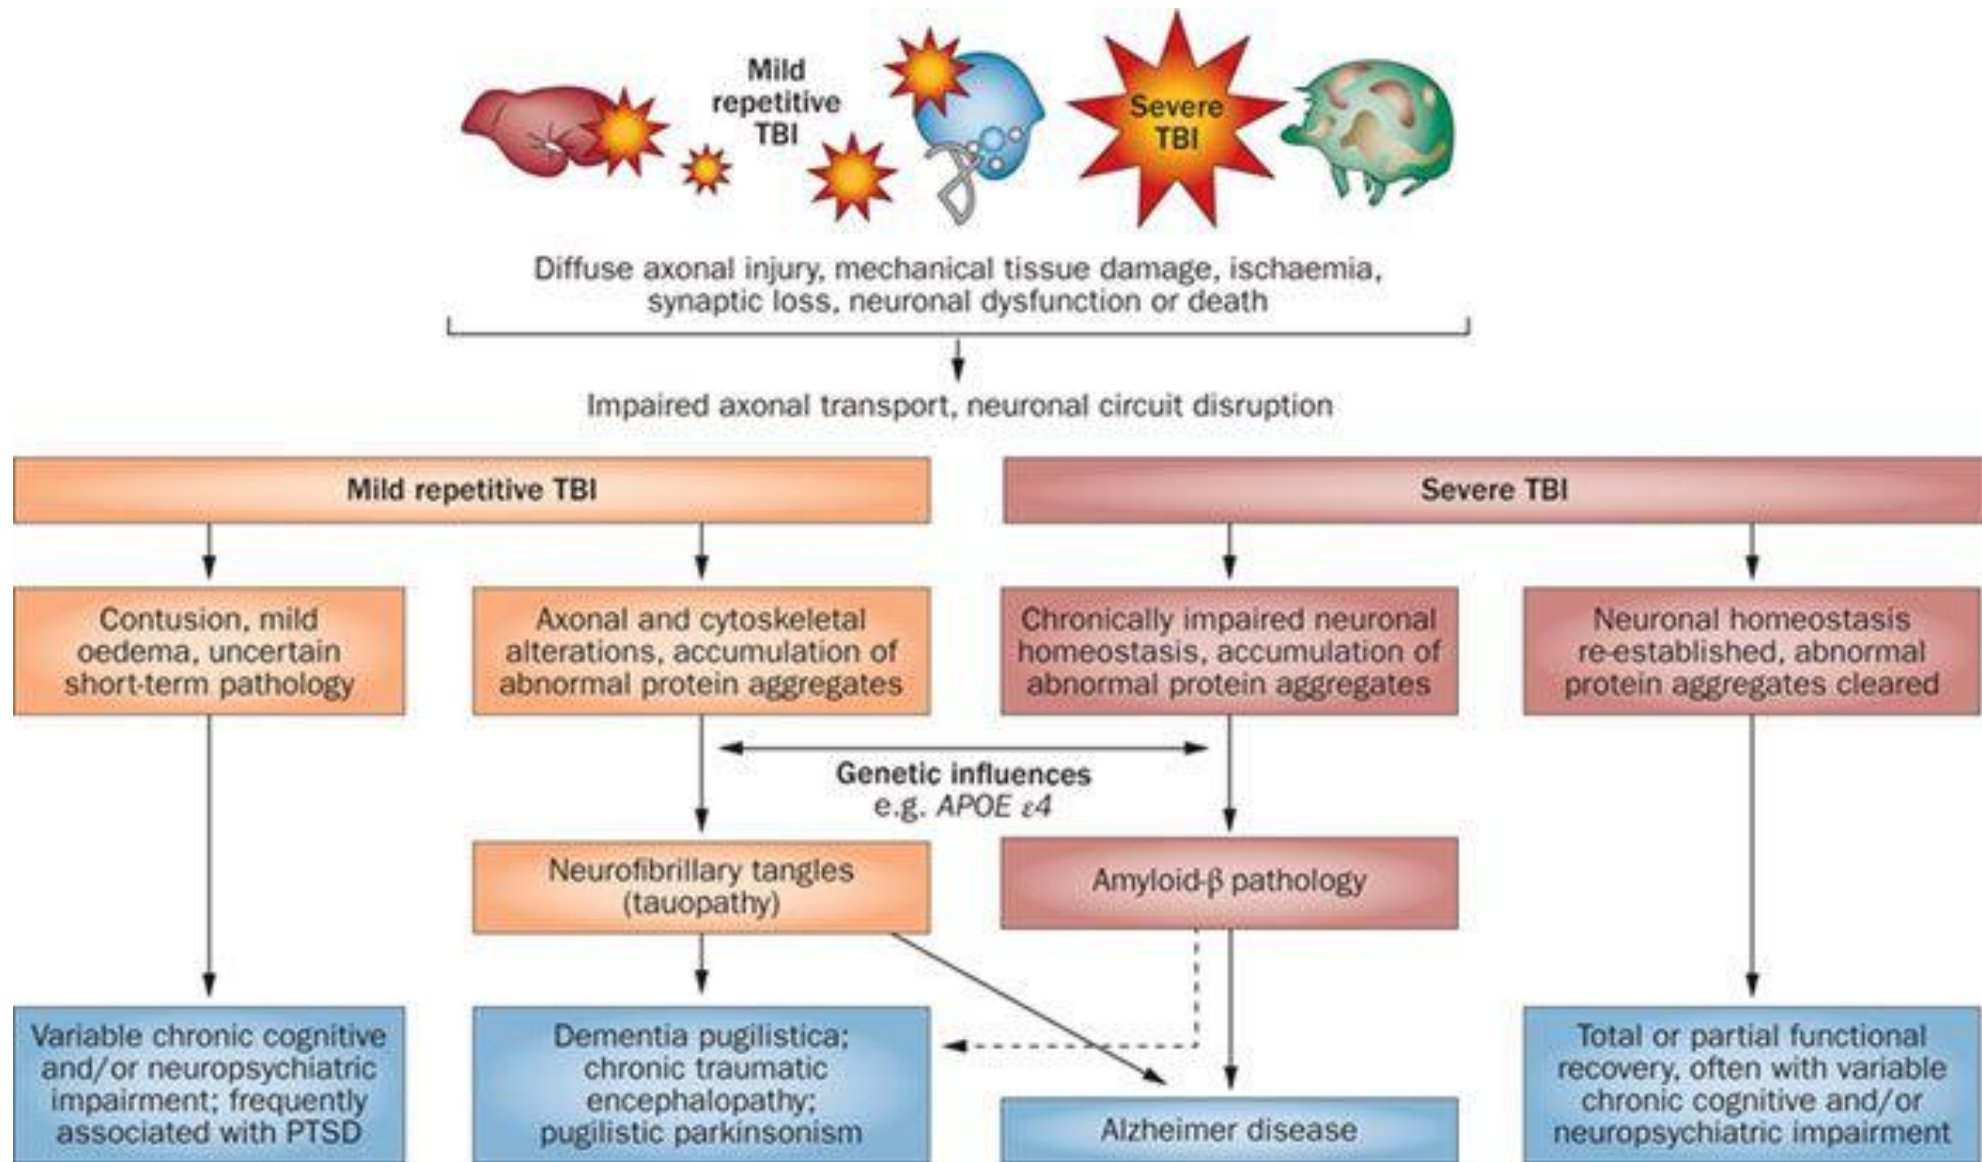 Mild
repetitive
TBI
Severe
TBI
Diffuse axonal injury, mechanical tissue damage, ischaemia,
synaptic loss, neuronal dysfunction or death
Impaired axonal transport, neuronal circuit disruption
Mild repetitive TBI
Severe TBI
Contusion, mild
oedema, uncertain
short-term pathology
Axonal and cytoskeletal
alterations, accumulation of
abnormal protein aggregates
Chronically impaired neuronal
homeostasis, accumulation of
abnormal protein aggregates
Neuronal homeostasis
re-established, abnormal
protein aggregates cleared
Genetic influences
e.g. APOE ε4
Neurofibrillary tangles
(tauopathy)
Amyloid-β pathology
Variable chronic cognitive
and/or neuropsychiatric
impairment; frequently
associated with PTSD
Dementia pugilistica;
chronic traumatic
encephalopathy;
pugilistic parkinsonism
Alzheimer disease
Total or partial functional
recovery, often with variable
chronic cognitive and/or
neuropsychiatric impairment